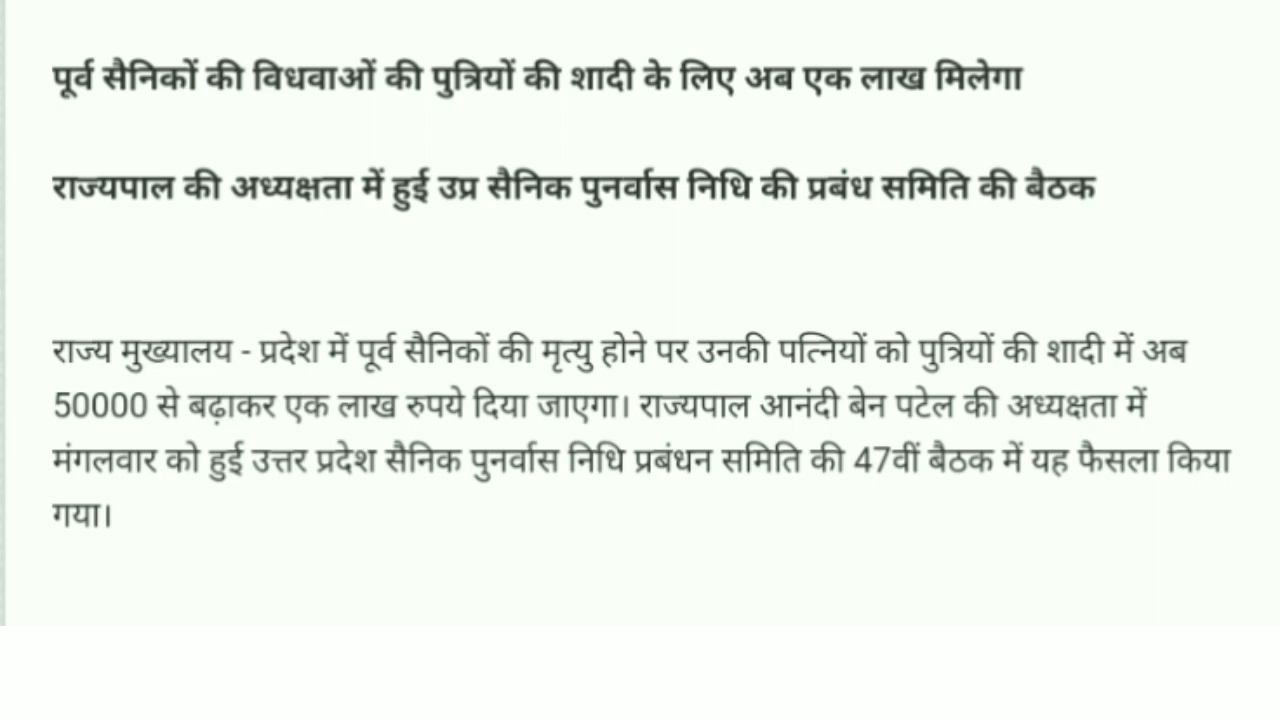 पूर्व सैनिकों की विधवाओं की पुत्रियों की शादी के लिए अब एक लाख मिलेगा
राज्यपाल की अध्यक्षता में हुई उप्र सैनिक पुनर्वास निधि की प्रबंध समिति की बैठक
राज्य मुख्यालय - प्रदेश में पूर्व सैनिकों की मृत्यु होने पर उनकी पत्नियों को पुत्रियों की शादी में अब
50000 से बढ़ाकर एक लाख रुपये दिया जाएगा। राज्यपाल आनंदी बेन पटेल की अध्यक्षता में
मंगलवार को हुई उत्तर प्रदेश सैनिक पुनर्वास निधि प्रबंधन समिति की 47वीं बैठक में यह फैसला किया
गया।